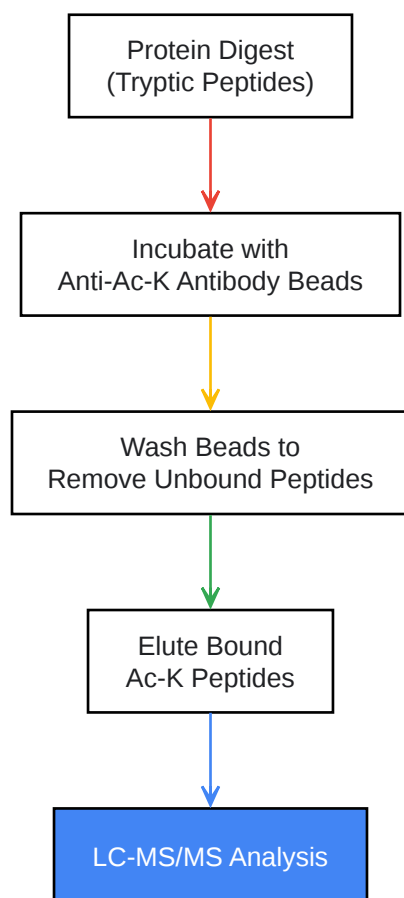 Protein Digest
(Tryptic Peptides)
Incubate with
Anti-Ac-K Antibody Beads
Wash Beads to
Remove Unbound Peptides
Elute Bound
Ac-K Peptides
LC-MS/MS Analysis